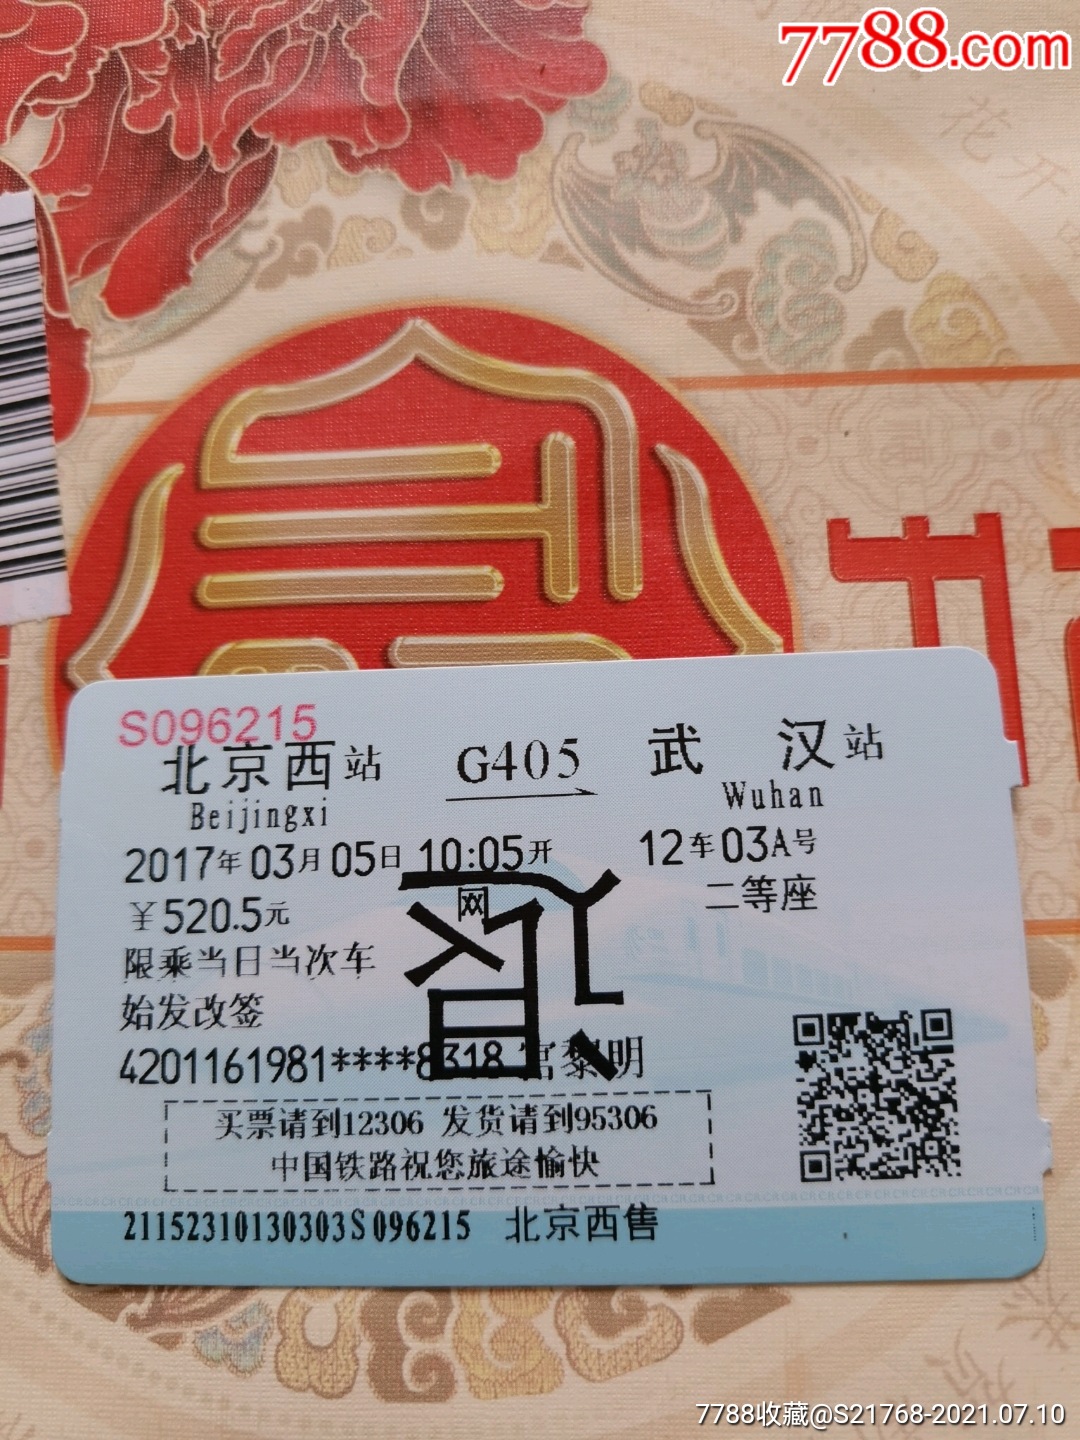 7788.com
S096215
北京西站 G405 武汉站
Beijingxi Wuhan
2017年03月05日 10:05开 12车03A号
¥520.5元 网 二等座
限乘当日当次车
始发改签
退
4201161981****8318 宫黎明
买票请到12306 发货请到95306
中国铁路祝您旅途愉快
21152310130303S096215 北京西售
7788收藏@S21768-2021.07.10